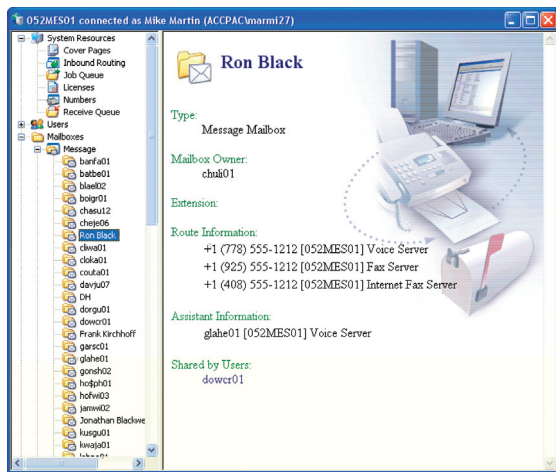 052MES01 connected as Mike Martin (ACCPAC\marmi27)
System Resources
Cover Pages
Inbound Routing
Job Queue
Licenses
Numbers
Receive Queue
Users
Mailboxes
Message
banfa01
batbe01
blael02
boigr01
chasu12
cheje06
Ron Black
cliwa01
cloka01
couta01
davju07
DH
dorgu01
dowcr01
Frank Kirchhoff
garsc01
glahe01
gonsh02
ho$ph01
hofwi03
jamwi02
Jonathan Blackwe
kusgu01
kwaja01
Ron Black
Type:
Message Mailbox
Mailbox Owner:
chuli01
Extension:
Route Information:
+1 (778) 555-1212 [052MES01] Voice Server
+1 (925) 555-1212 [052MES01] Fax Server
+1 (408) 555-1212 [052MES01] Internet Fax Server
Assistant Information:
glahe01 [052MES01] Voice Server
Shared by Users:
dowcr01